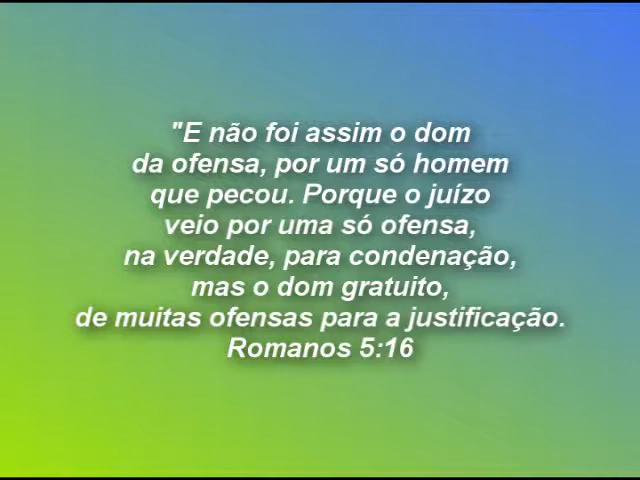 "E não foi assim o dom
da ofensa, por um só homem
que pecou. Porque o juízo
veio por uma só ofensa,
na verdade, para condenação,
mas o dom gratuito,
de muitas ofensas para a justificação.
Romanos 5:16